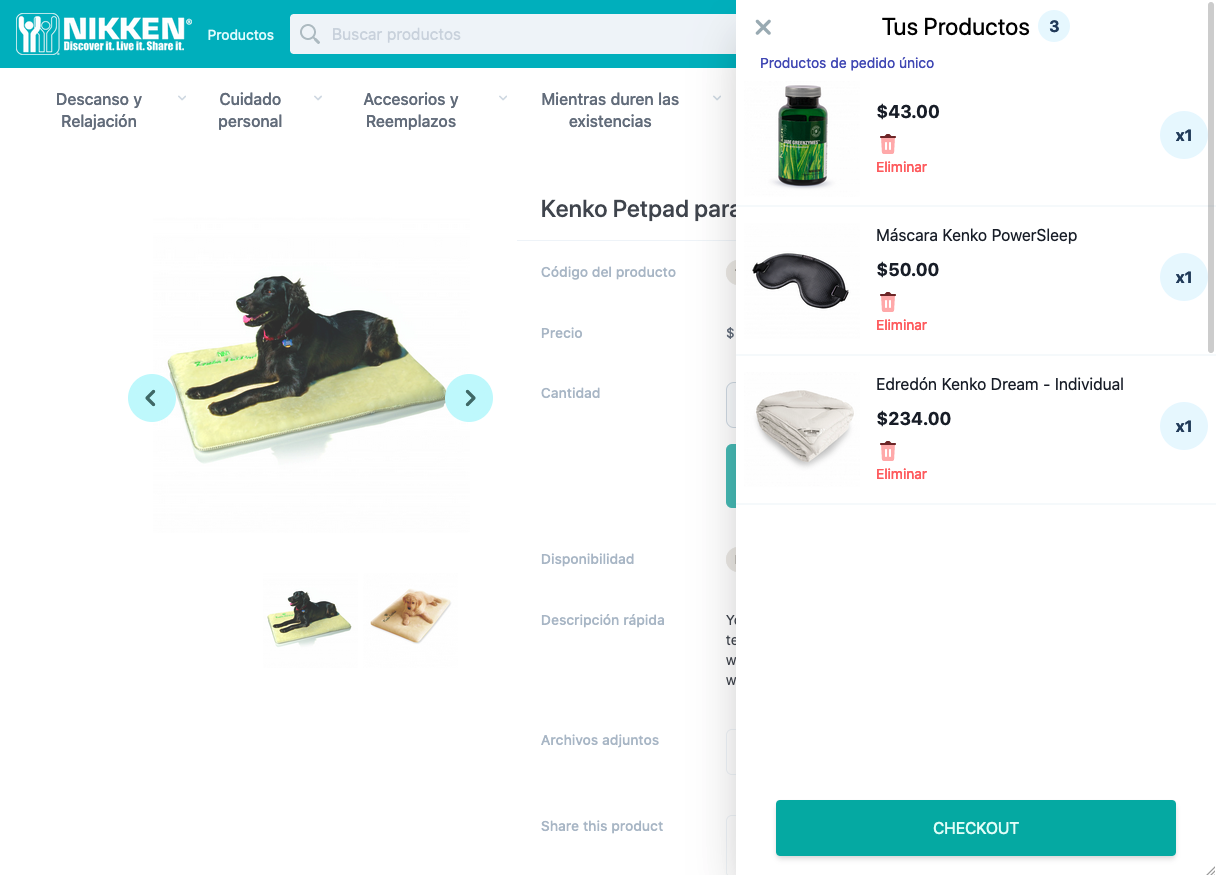 NIKKEN®
Discover it. Live it. Share it.
Productos
Buscar productos
Descanso y
Relajación
Cuidado
personal
Accesorios y
Reemplazos
Mientras duren las
existencias
Kenko Petpad para
Código del producto
Precio
$
Cantidad
Disponibilidad
Descripción rápida
Archivos adjuntos
Share this product
Tus Productos
3
Productos de pedido único
$43.00
Eliminar
x1
Máscara Kenko PowerSleep
$50.00
Eliminar
x1
Edredón Kenko Dream - Individual
$234.00
Eliminar
x1
CHECKOUT